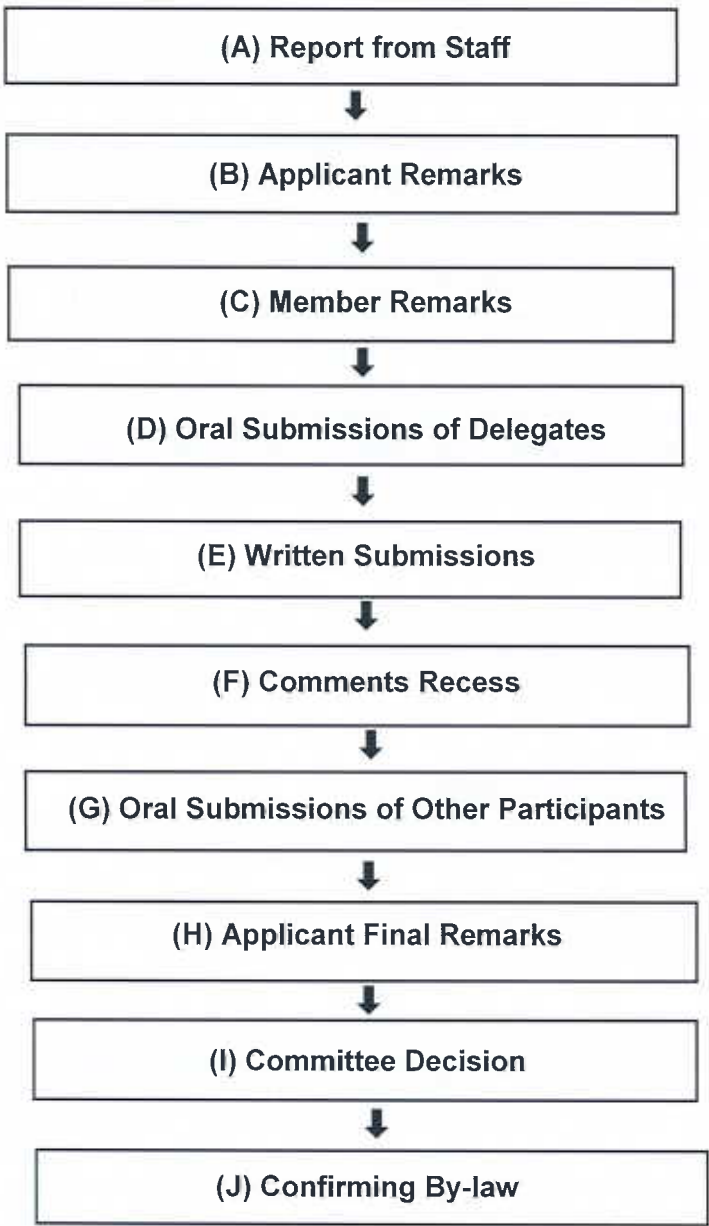 (A) Report from Staff
(B) Applicant Remarks
(C) Member Remarks
(D) Oral Submissions of Delegates
(E) Written Submissions
(F) Comments Recess
(G) Oral Submissions of Other Participants
(H) Applicant Final Remarks
(I) Committee Decision
(J) Confirming By-law